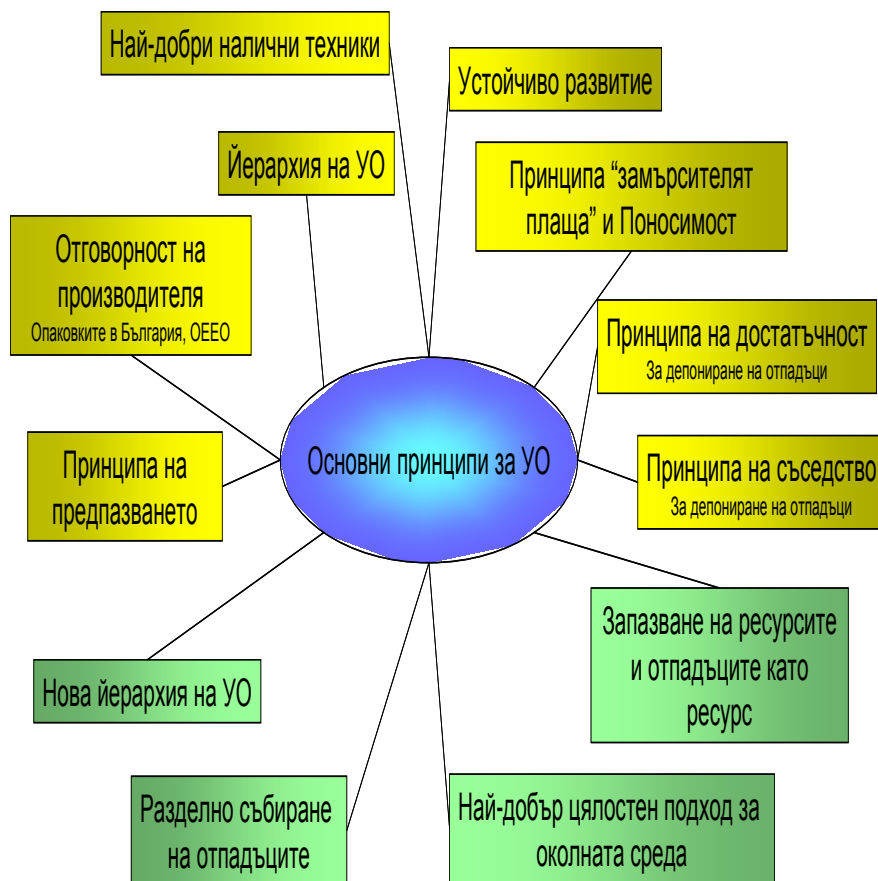 Най-добри налични техники
Устойчиво развитие
Йерархия на УО
Принципа “замърсителят
плаща” и Поносимост
Отговорност на
производителя
Опаковките в България, ОЕЕО
Принципа на достатъчност
За депониране на отпадъци
Основни принципи за УО
Принципа на
предпазването
Принципа на съседство
За депониране на отпадъци
Запазване на ресурсите
и отпадъците като
ресурс
Нова йерархия на УО
Разделно събиране
на отпадъците
Най-добър цялостен подход за
околната среда